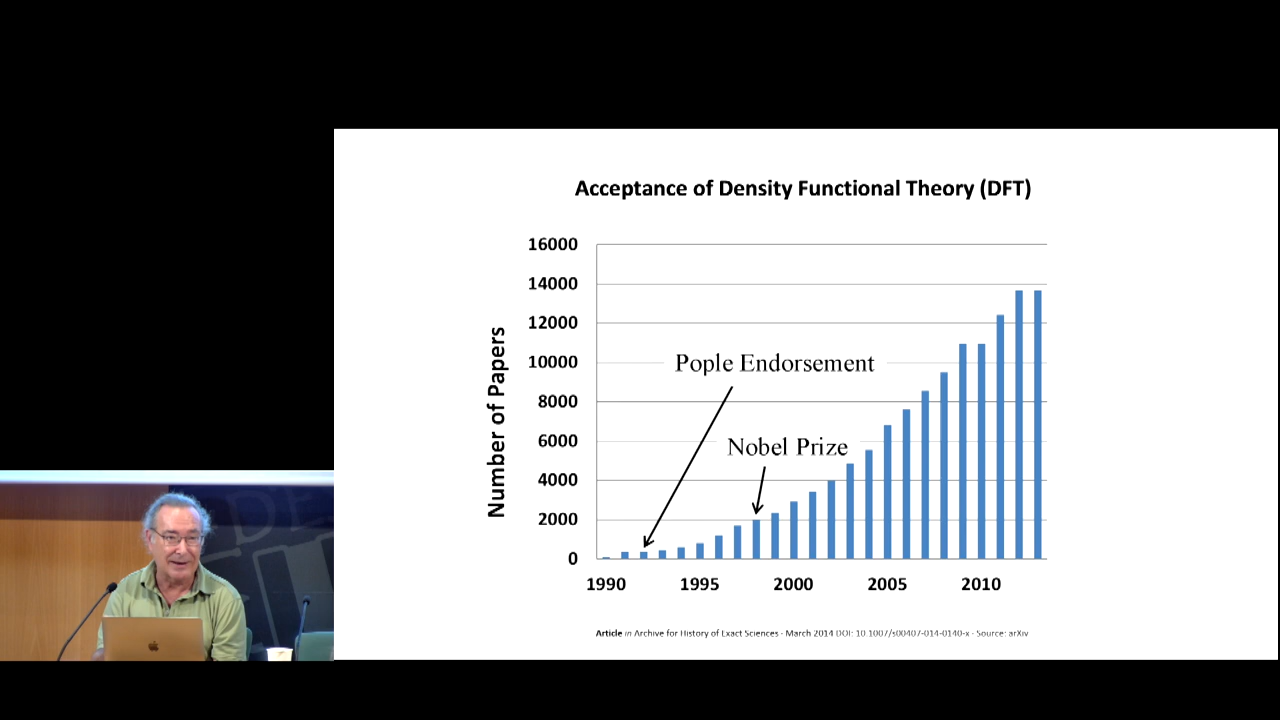 Acceptance of Density Functional Theory (DFT)
16000
14000
12000
10000
8000
6000
4000
2000
0
Number of Papers
Pople Endorsement
Nobel Prize
1990 1995 2000 2005 2010
Article in Archive for History of Exact Sciences · March 2014 DOI: 10.1007/s00407-014-0140-x · Source: arXiv